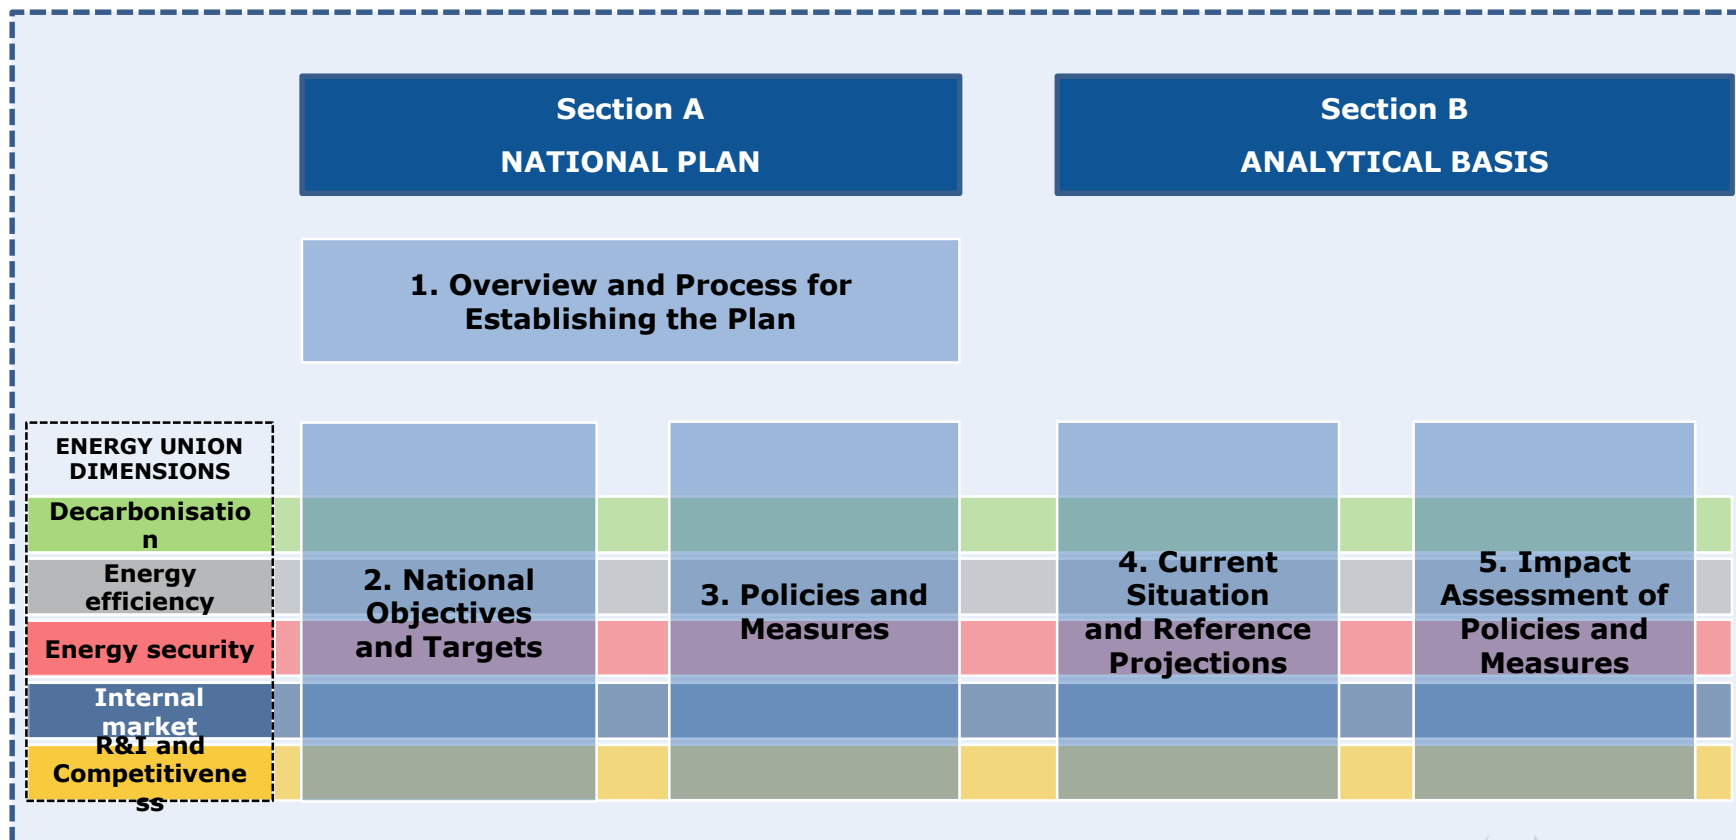 Section A
NATIONAL PLAN
Section B
ANALYTICAL BASIS
1. Overview and Process for
Establishing the Plan
ENERGY UNION
DIMENSIONS
Decarbonisatio
n
Energy
efficiency
Energy security
Internal
market
R&I and
Competitivene
ss
2. National
Objectives
and Targets
3. Policies and
Measures
4. Current
Situation
and Reference
Projections
5. Impact
Assessment of
Policies and
Measures